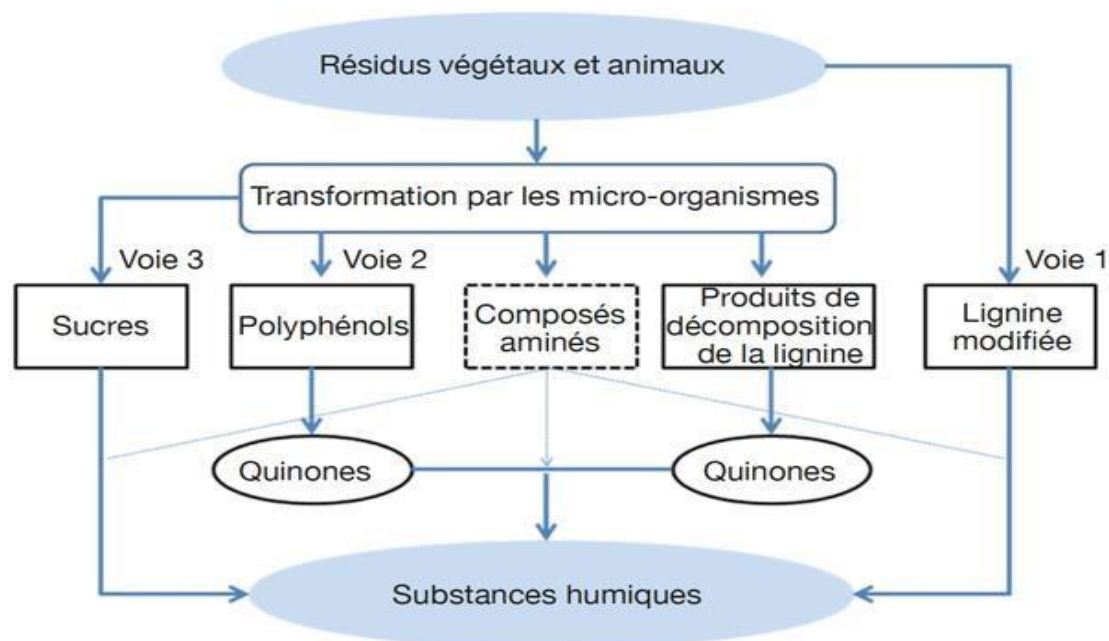 Résidus végétaux et animaux
Transformation par les micro-organismes
Voie 3
Voie 2
Voie 1
Sucres
Polyphénols
Composés
aminés
Produits de
décomposition
de la lignine
Lignine
modifiée
Quinones
Quinones
Substances humiques